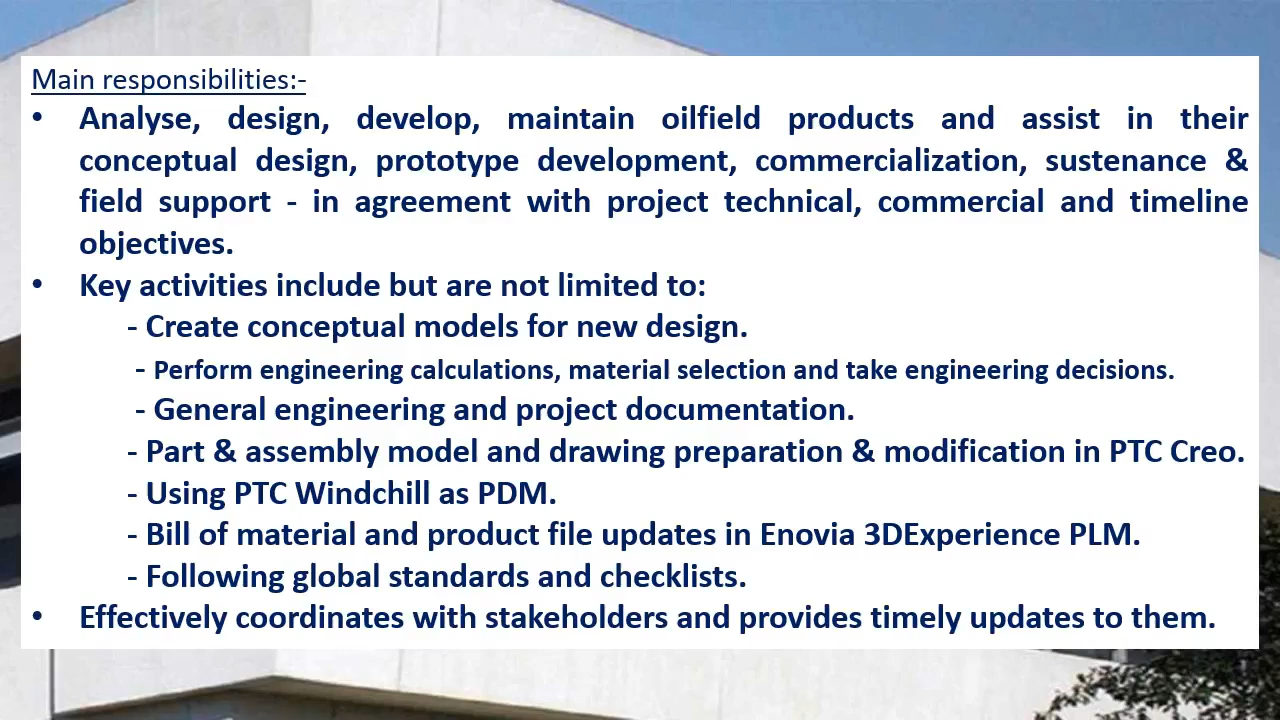 Main responsibilities:-
• Analyse, design, develop, maintain oilfield products and assist in their
conceptual design, prototype development, commercialization, sustenance &
field support - in agreement with project technical, commercial and timeline
objectives.
• Key activities include but are not limited to:
- Create conceptual models for new design.
- Perform engineering calculations, material selection and take engineering decisions.
- General engineering and project documentation.
- Part & assembly model and drawing preparation & modification in PTC Creo.
- Using PTC Windchill as PDM.
- Bill of material and product file updates in Enovia 3DExperience PLM.
- Following global standards and checklists.
• Effectively coordinates with stakeholders and provides timely updates to them.